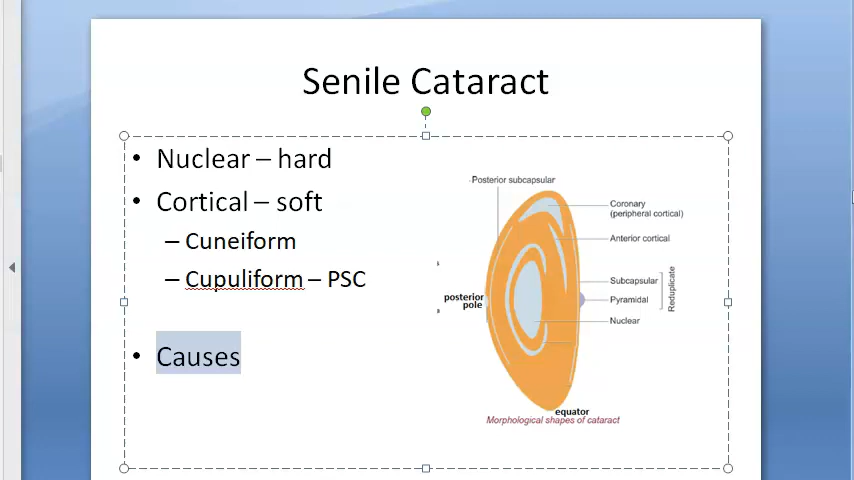 Senile Cataract
• Nuclear – hard
• Cortical – soft
– Cuneiform
– Cupuliform – PSC
• Causes
Posterior subcapsular
Coronary
(peripheral cortical)
Anterior cortical
Subcapsular
Pyramidal
Reduplicate
Nuclear
posterior
pole
equator
Morphological shapes of cataract